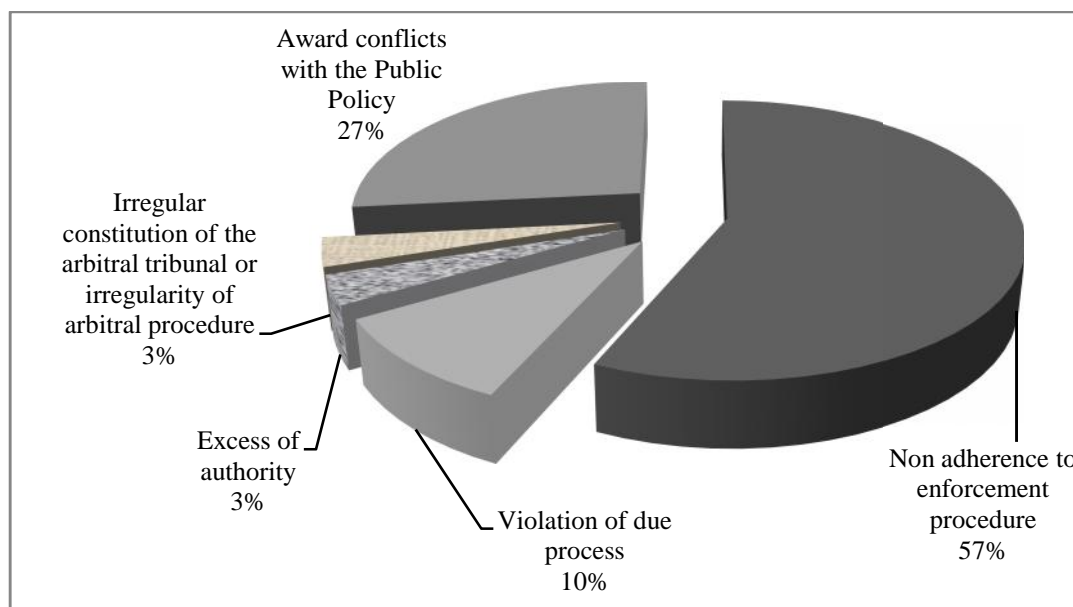 Award conflicts
with the Public
Policy
27%
Irregular
constitution of the
arbitral tribunal or
irregularity of
arbitral procedure
3%
Excess of
authority
3%
Violation of due
process
10%
Non adherence to
enforcement
procedure
57%